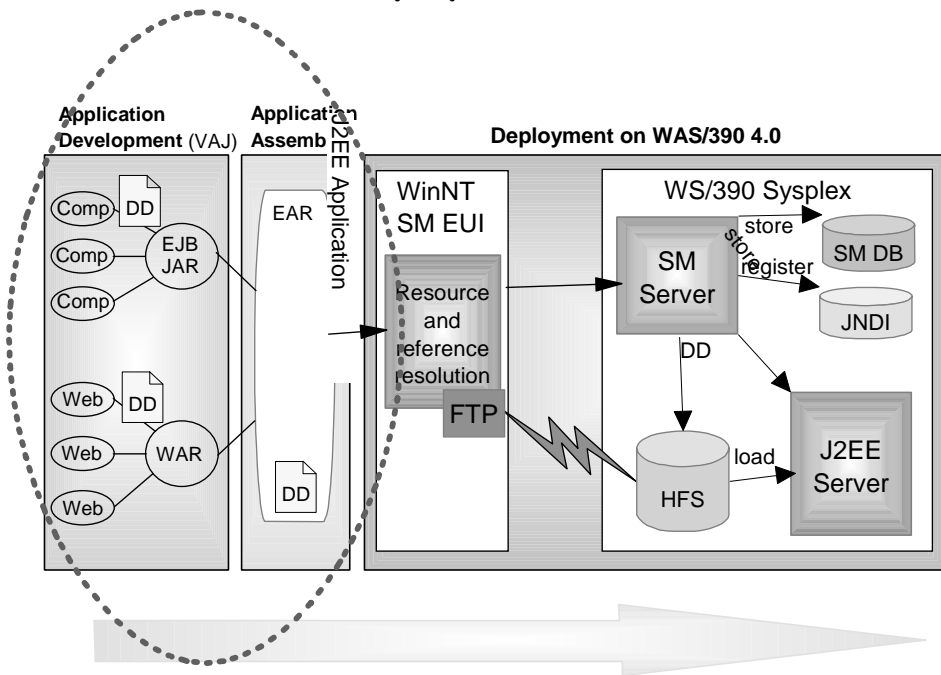 Application
Development (VAJ)
Application
Assemb
J2EE Application
Deployment on WAS/390 4.0
Comp
DD
Comp
EJB
JAR
Comp
Web
DD
Web
WAR
Web
EAR
DD
WinNT
SM EUI
Resource
and
reference
resolution
FTP
WS/390 Sysplex
SM
Server
store
store
register
SM DB
JNDI
DD
HFS
load
J2EE
Server